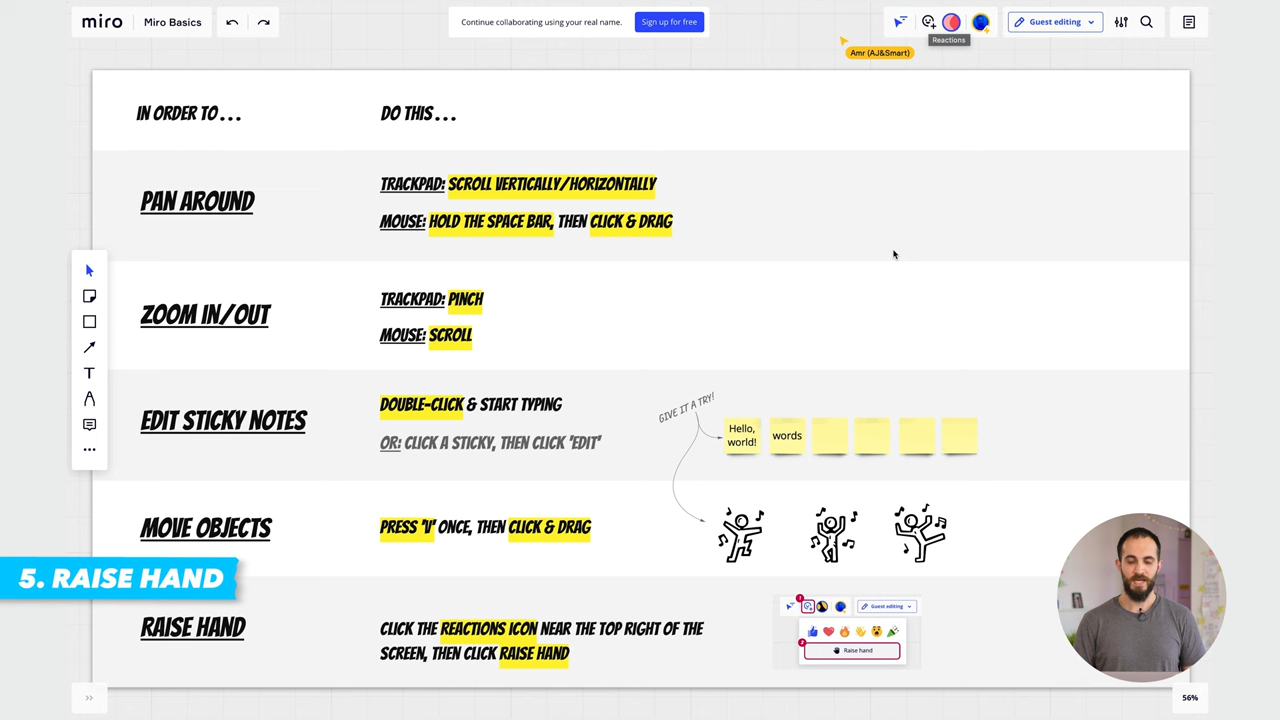 miro
Miro Basics
Continue collaborating using your real name.
Sign up for free
Guest editing
Reactions
Amr (AJ&Smart)
IN ORDER TO...
DO THIS...
PAN AROUND
TRACKPAD: SCROLL VERTICALLY/HORIZONTALLY
MOUSE: HOLD THE SPACE BAR, THEN CLICK & DRAG
ZOOM IN/OUT
TRACKPAD: PINCH
MOUSE: SCROLL
EDIT STICKY NOTES
DOUBLE-CLICK & START TYPING
OR: CLICK A STICKY, THEN CLICK 'EDIT'
GIVE IT A TRY!
Hello,
world!
words
MOVE OBJECTS
PRESS 'V' ONCE, THEN CLICK & DRAG
5. RAISE HAND
RAISE HAND
CLICK THE REACTIONS ICON NEAR THE TOP RIGHT OF THE
SCREEN, THEN CLICK RAISE HAND
1
Guest editing
2
Raise hand
56%